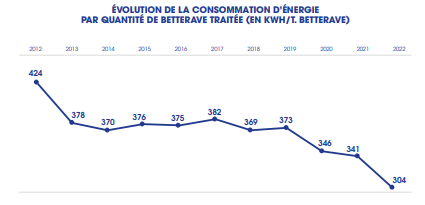 ÉVOLUTION DE LA CONSOMMATION D'ÉNERGIE
PAR QUANTITÉ DE BETTERAVE TRAITÉE (EN KWH/T. BETTERAVE)
2012 2013 2014 2015 2016 2017 2018 2019 2020 2021 2022
424 378 370 376 375 382 369 373 346 341 304